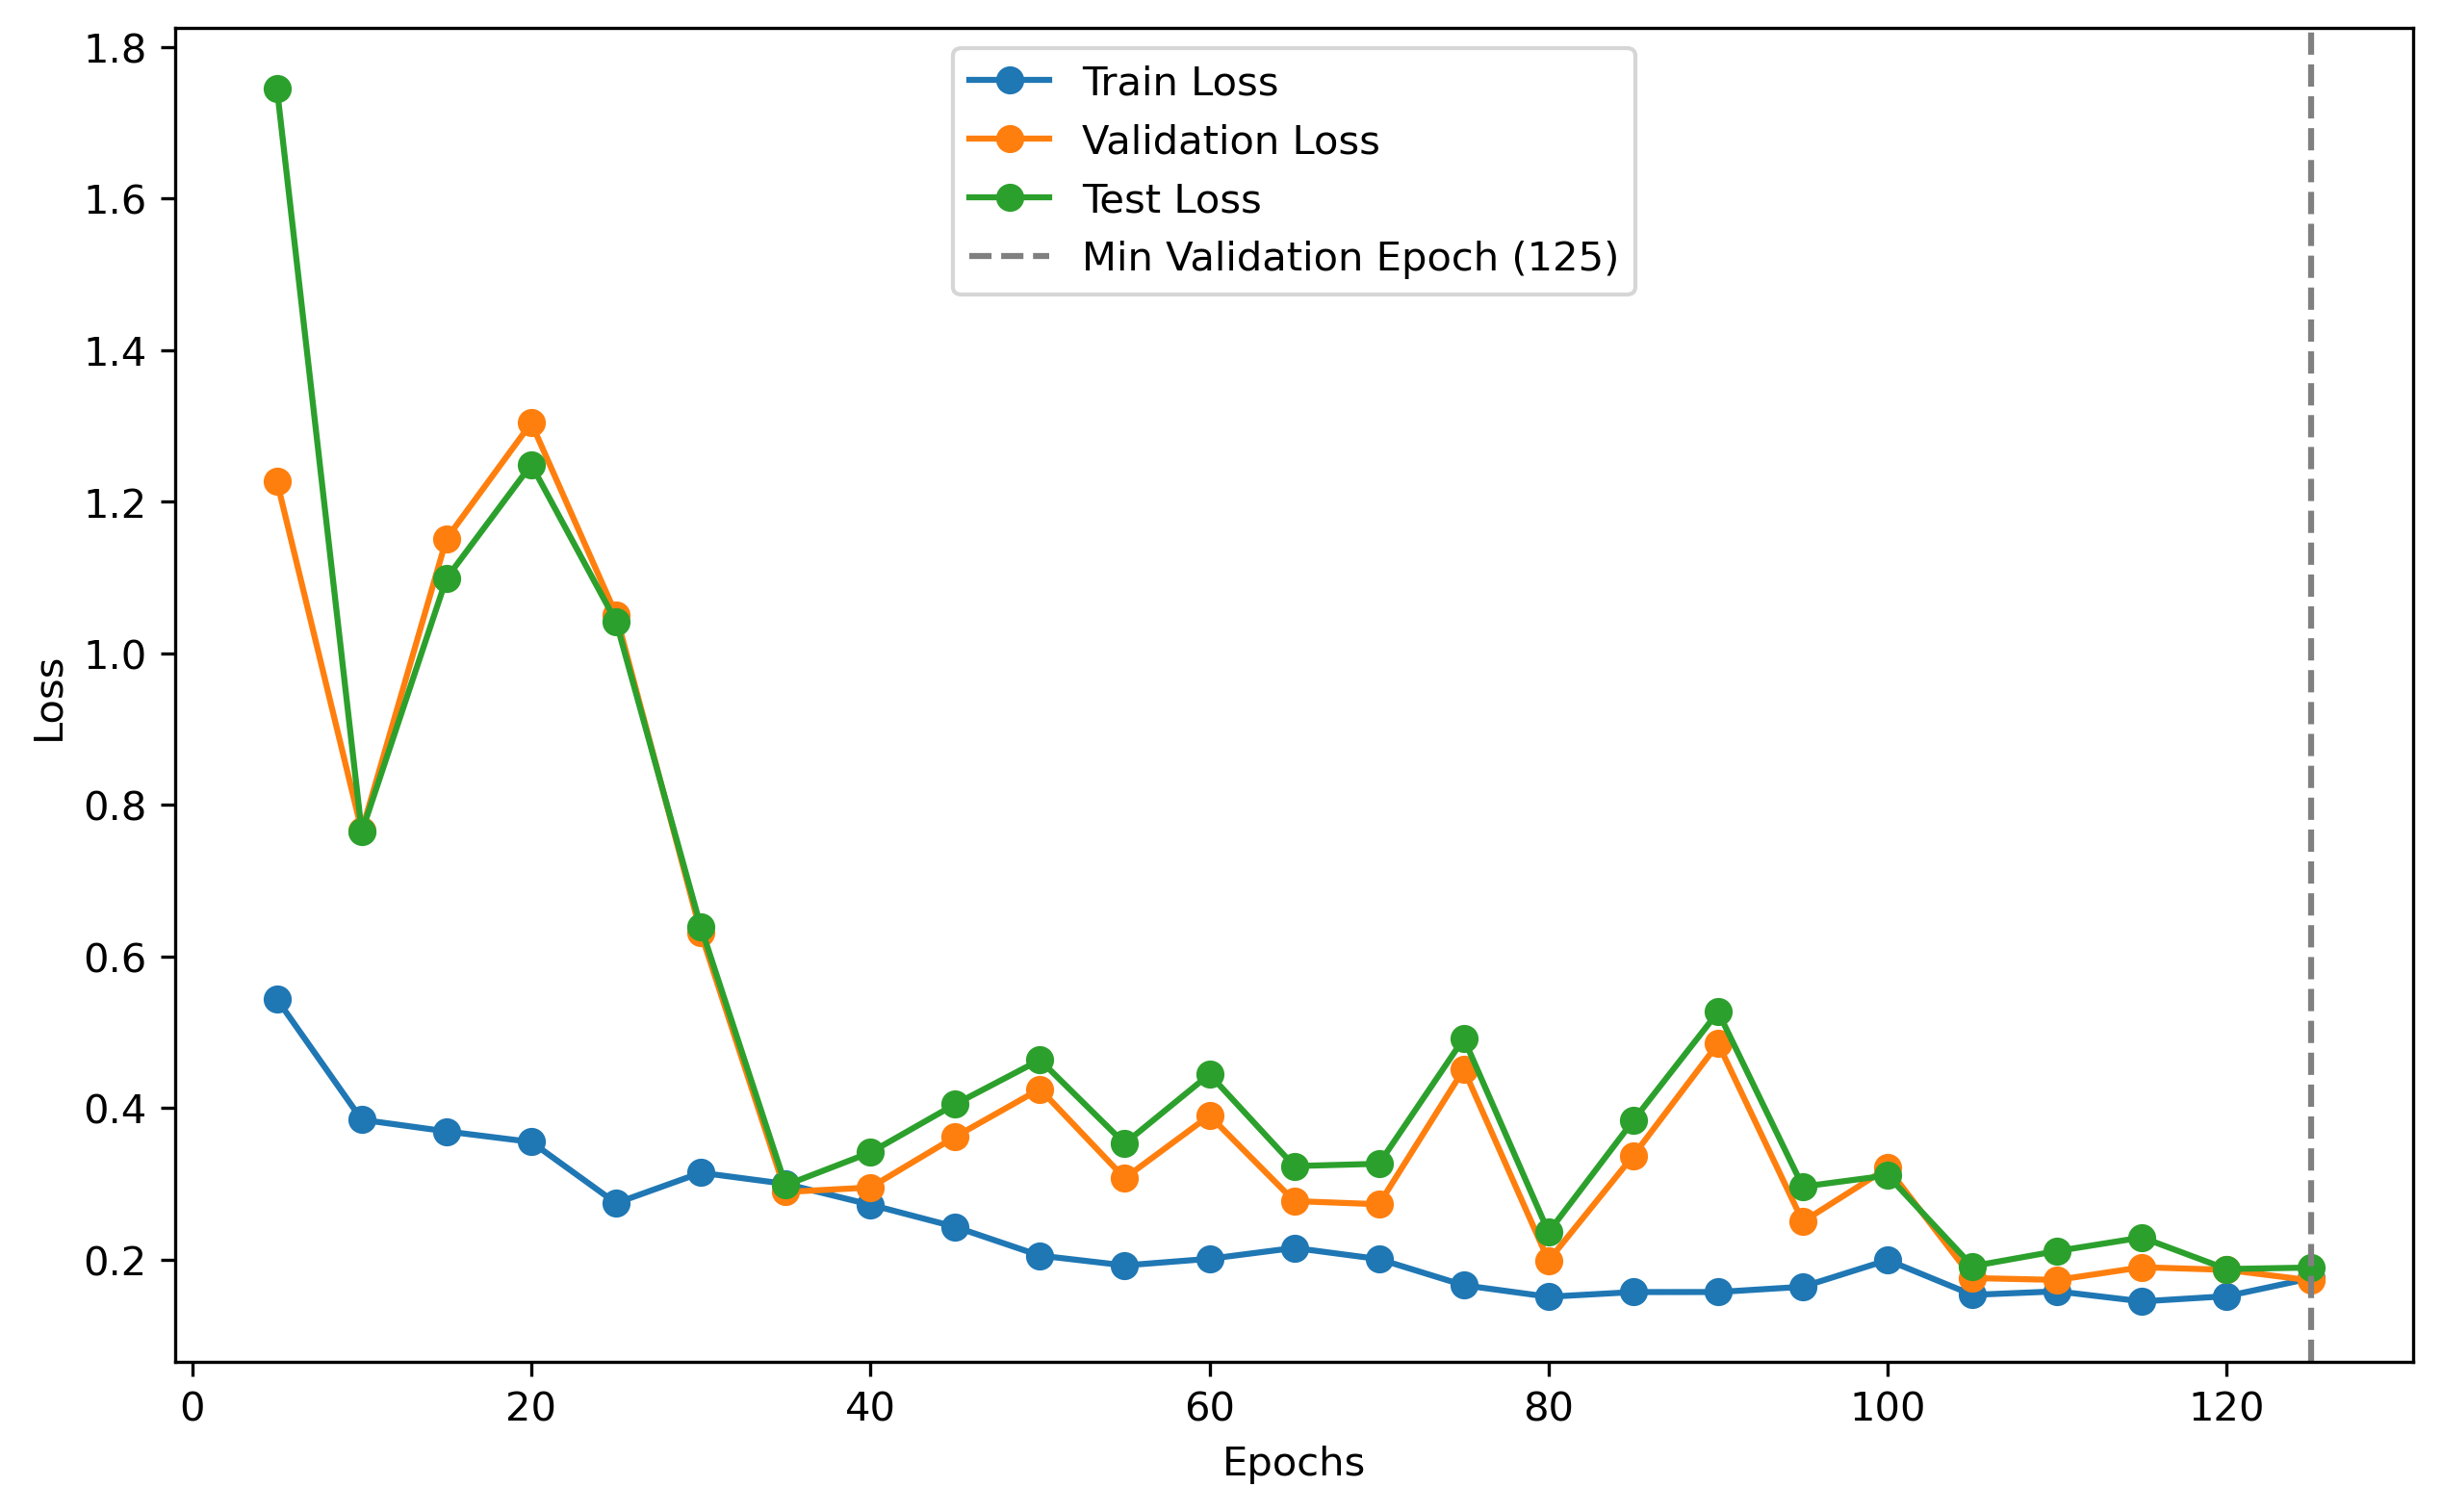 Train Loss
Validation Loss
Test Loss
Min Validation Epoch (125)
Loss
1.8
1.6
1.4
1.2
1.0
0.8
0.6
0.4
0.2
0 20 40 60 80 100 120
Epochs